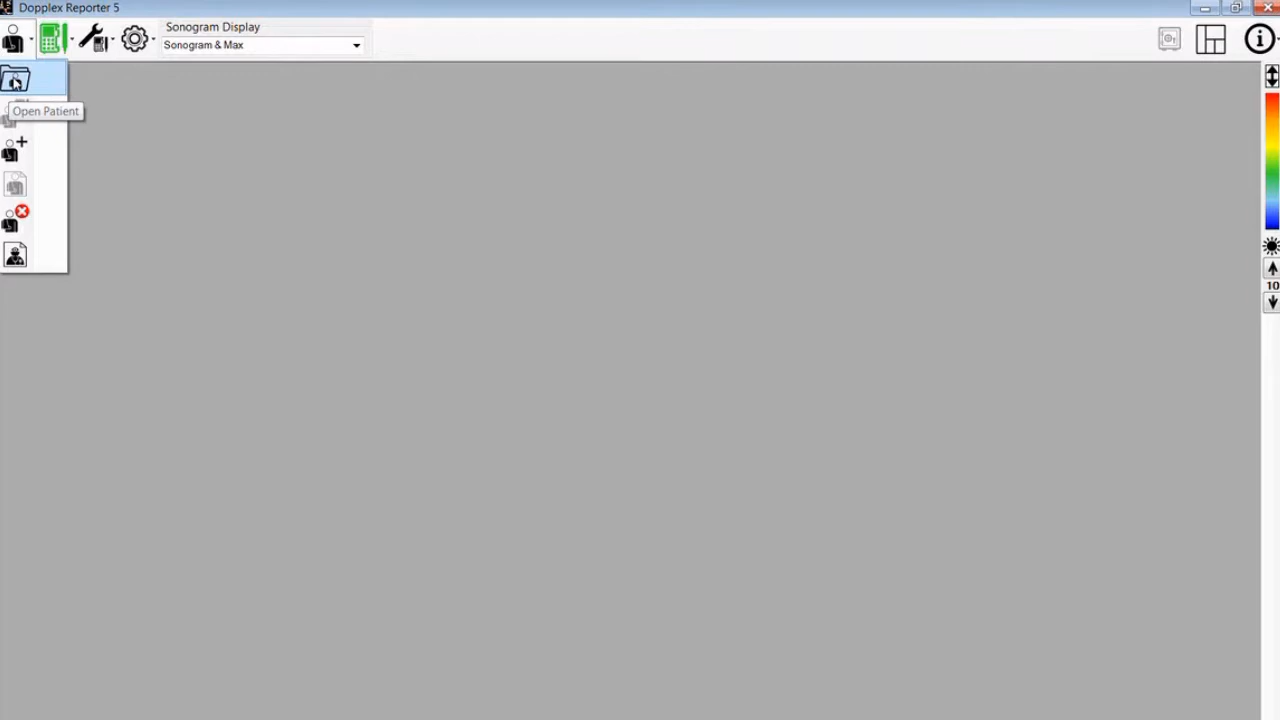 Dopplex Reporter 5
Sonogram Display
Sonogram & Max
Open Patient
10